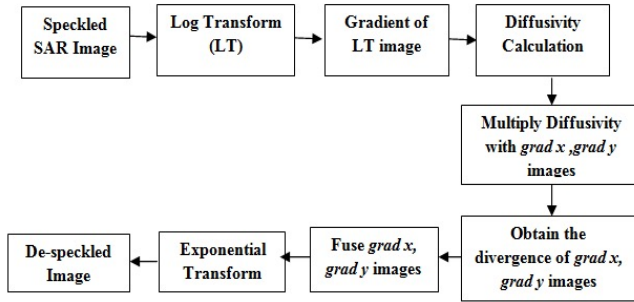 Speckled
SAR Image
Log Transform
(LT)
Gradient of
LT image
Diffusivity
Calculation
Multiply Diffusivity
with grad x ,grad y
images
Obtain the
divergence of grad x,
grad y images
Fuse grad x,
grad y images
Exponential
Transform
De-speckled
Image